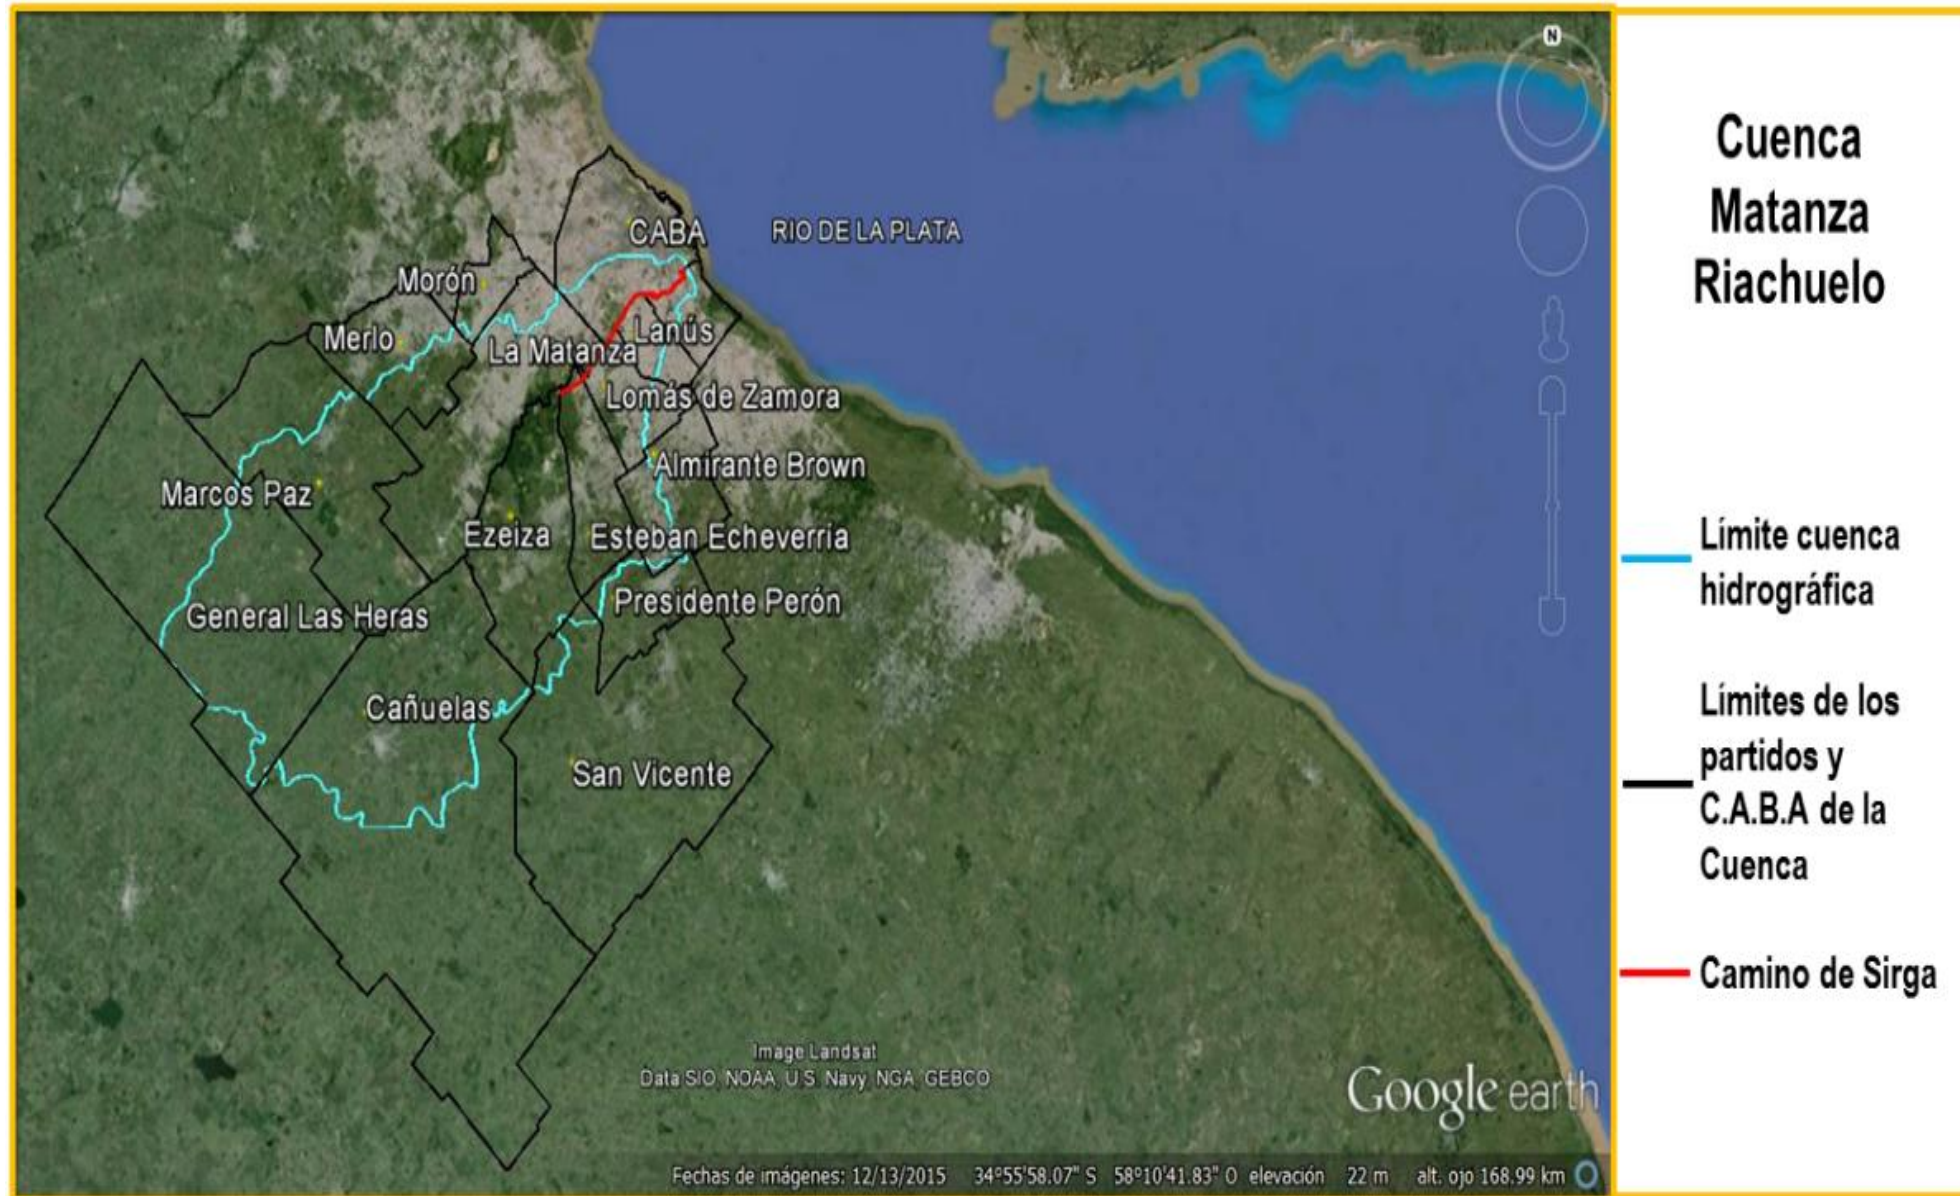 N
CABA
RIO DE LA PLATA
Morón
Merlo
Lanús
La Matanza
Lomás de Zamora
Almirante Brown
Marcos Paz
Ezeiza
Esteban Echeverria
Presidente Perón
General Las Heras
Cañuelas
San Vicente
Image Landsat
Data SIO, NOAA, U.S. Navy, NGA, GEBCO
Google earth
Fechas de imágenes: 12/13/2015 34°55'58.07" S 58°10'41.83" O elevación 22 m alt. ojo 168.99 km
Cuenca
Matanza
Riachuelo
Límite cuenca
hidrográfica
Límites de los
partidos y
C.A.B.A de la
Cuenca
Camino de Sirga